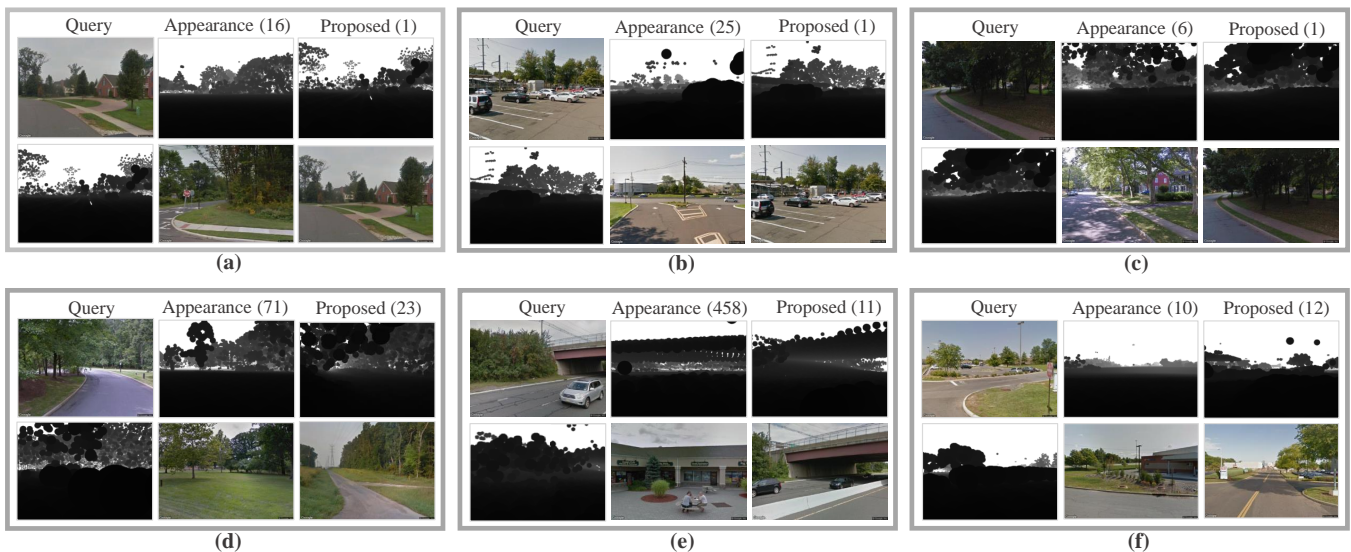 Query Appearance (16) Proposed (1)
(a)
Query Appearance (25) Proposed (1)
(b)
Query Appearance (6) Proposed (1)
(c)
Query Appearance (71) Proposed (23)
(d)
Query Appearance (458) Proposed (11)
(e)
Query Appearance (10) Proposed (12)
(f)